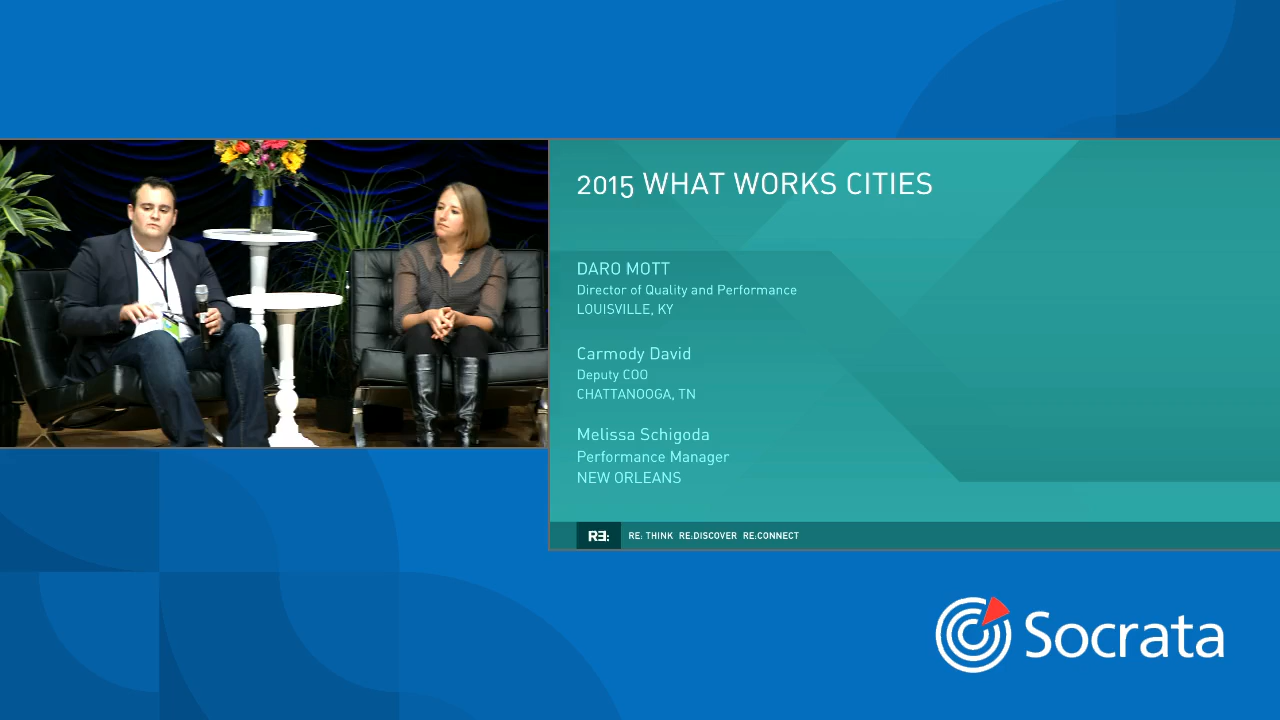 2015 WHAT WORKS CITIES
DARO MOTT
Director of Quality and Performance
LOUISVILLE, KY
Carmody David
Deputy COO
CHATTANOOGA, TN
Melissa Schigoda
Performance Manager
NEW ORLEANS
RE: RE: THINK RE:DISCOVER RE:CONNECT
Socrata